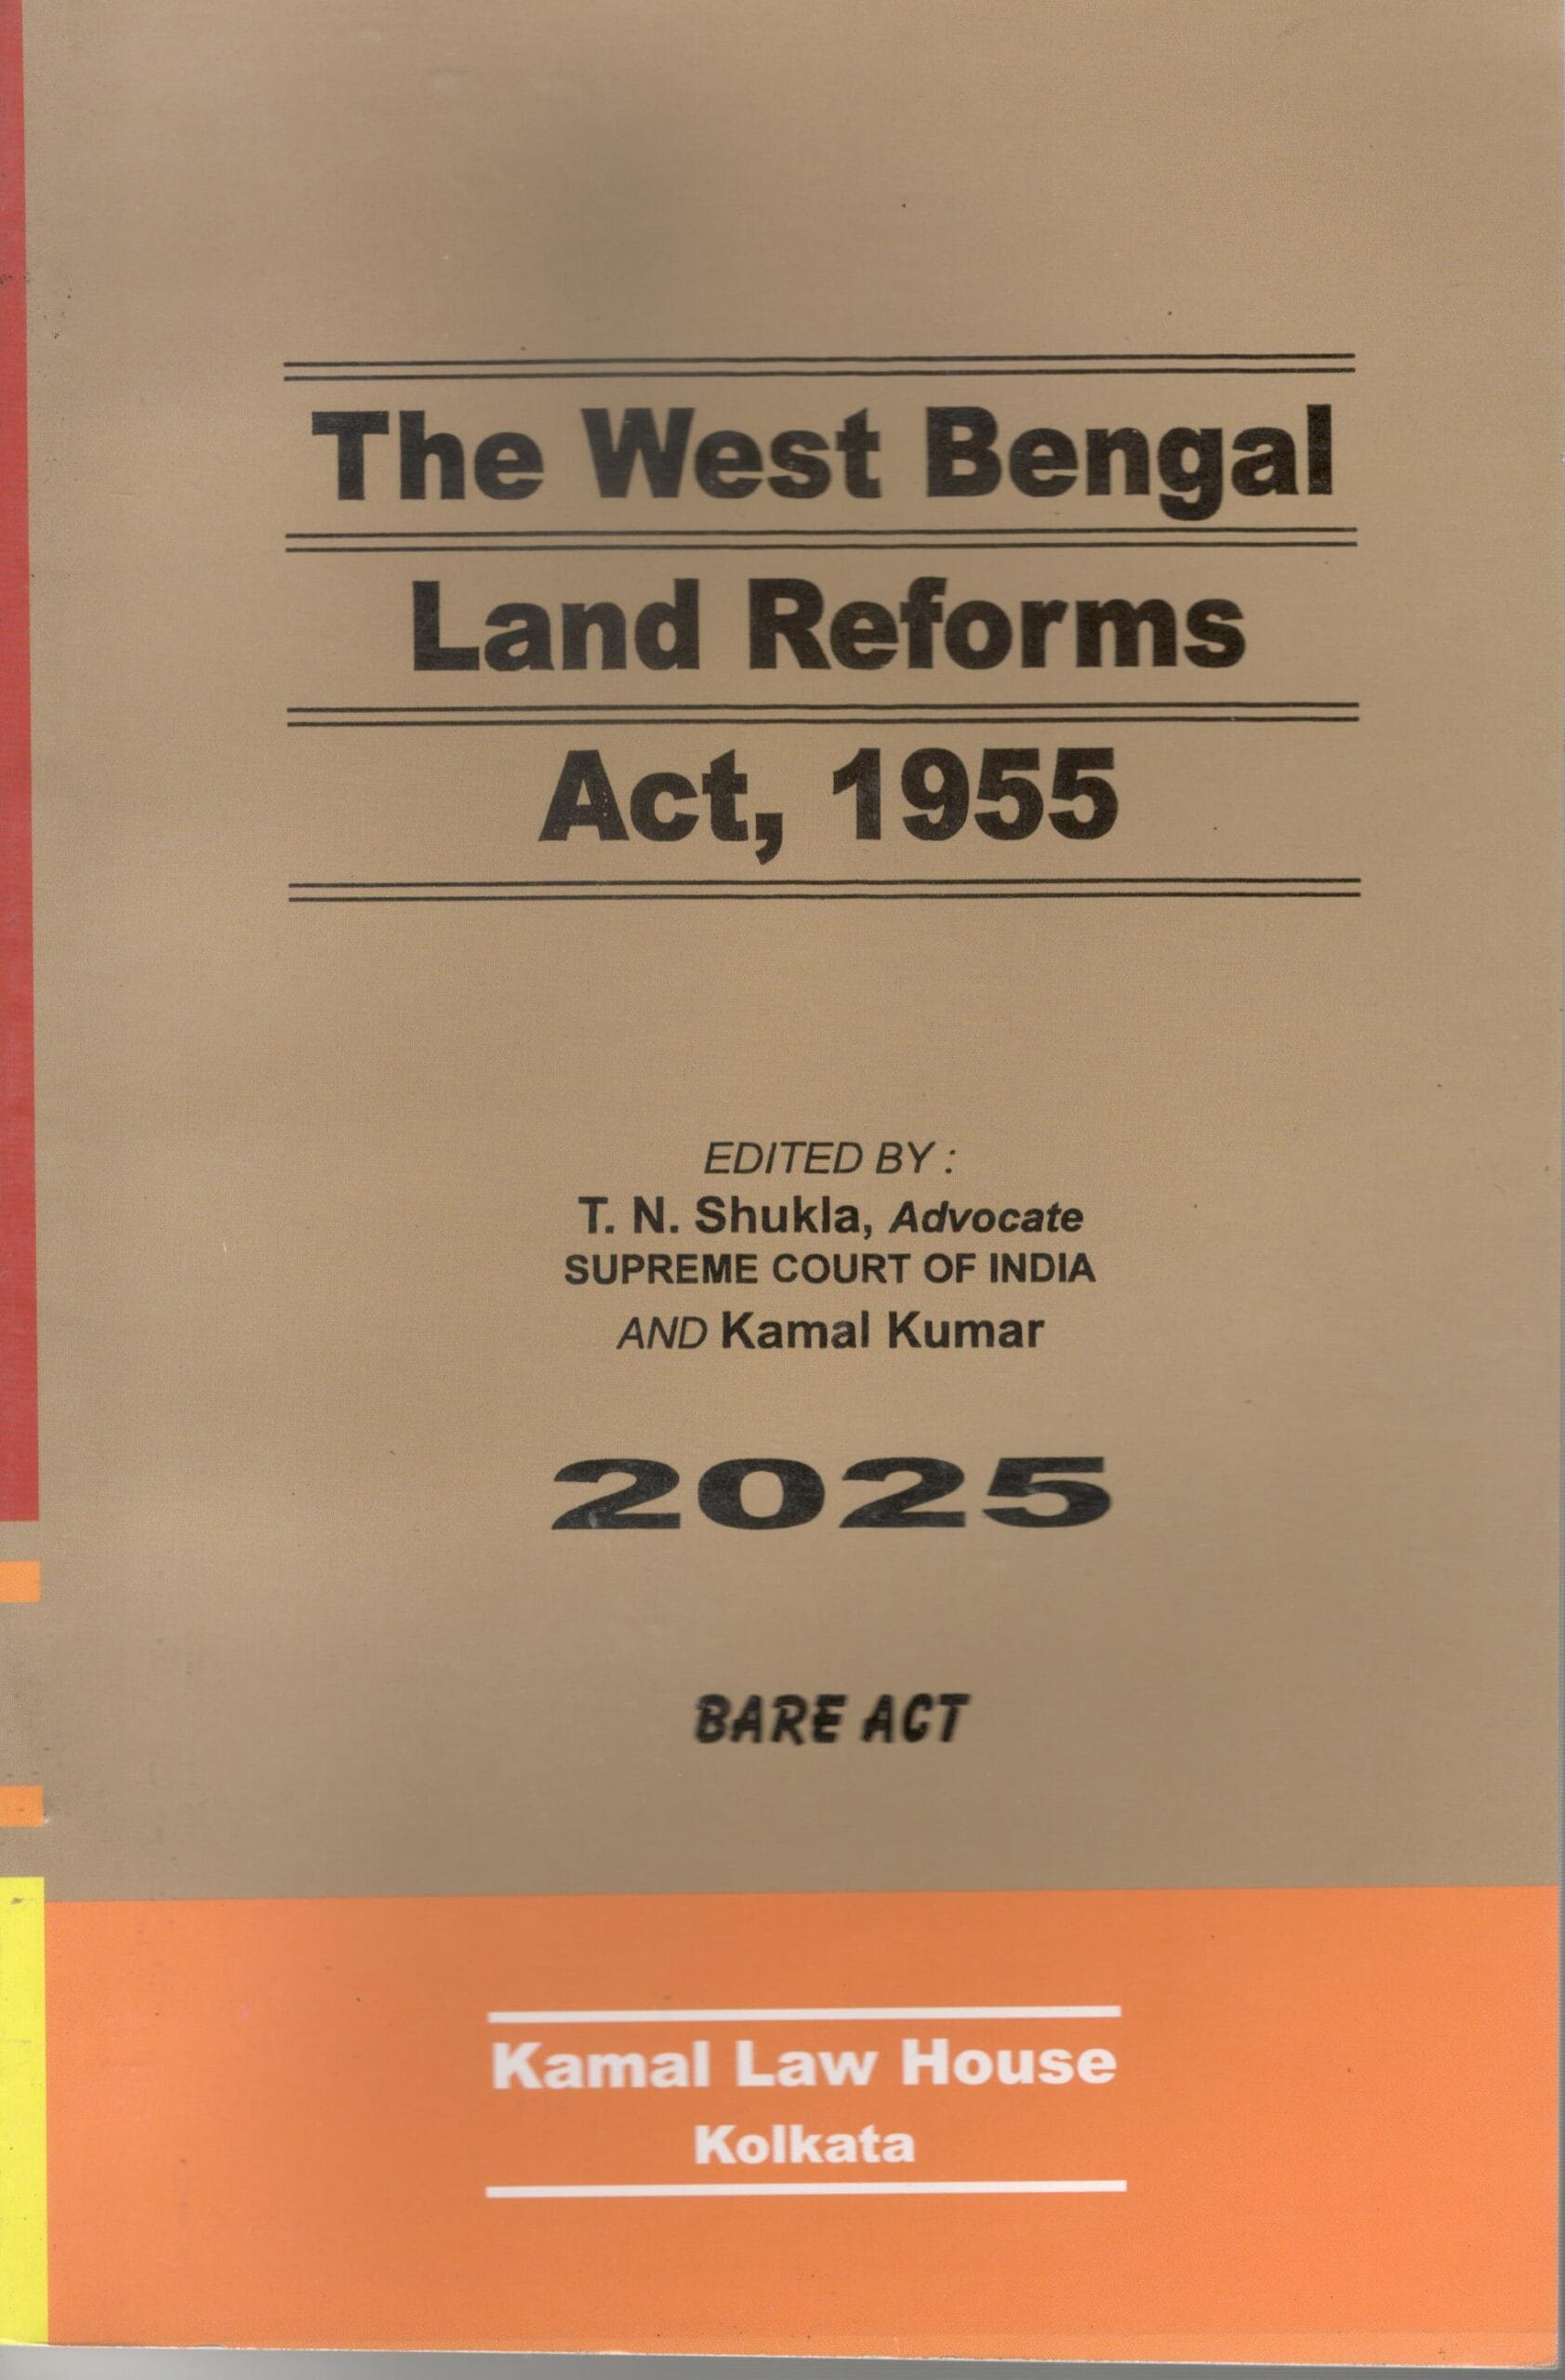 The West Bengal
Land Reforms
Act, 1955
EDITED BY :
T. N. Shukla, Advocate
SUPREME COURT OF INDIA
AND Kamal Kumar
2025
BARE ACT
Kamal Law House
Kolkata